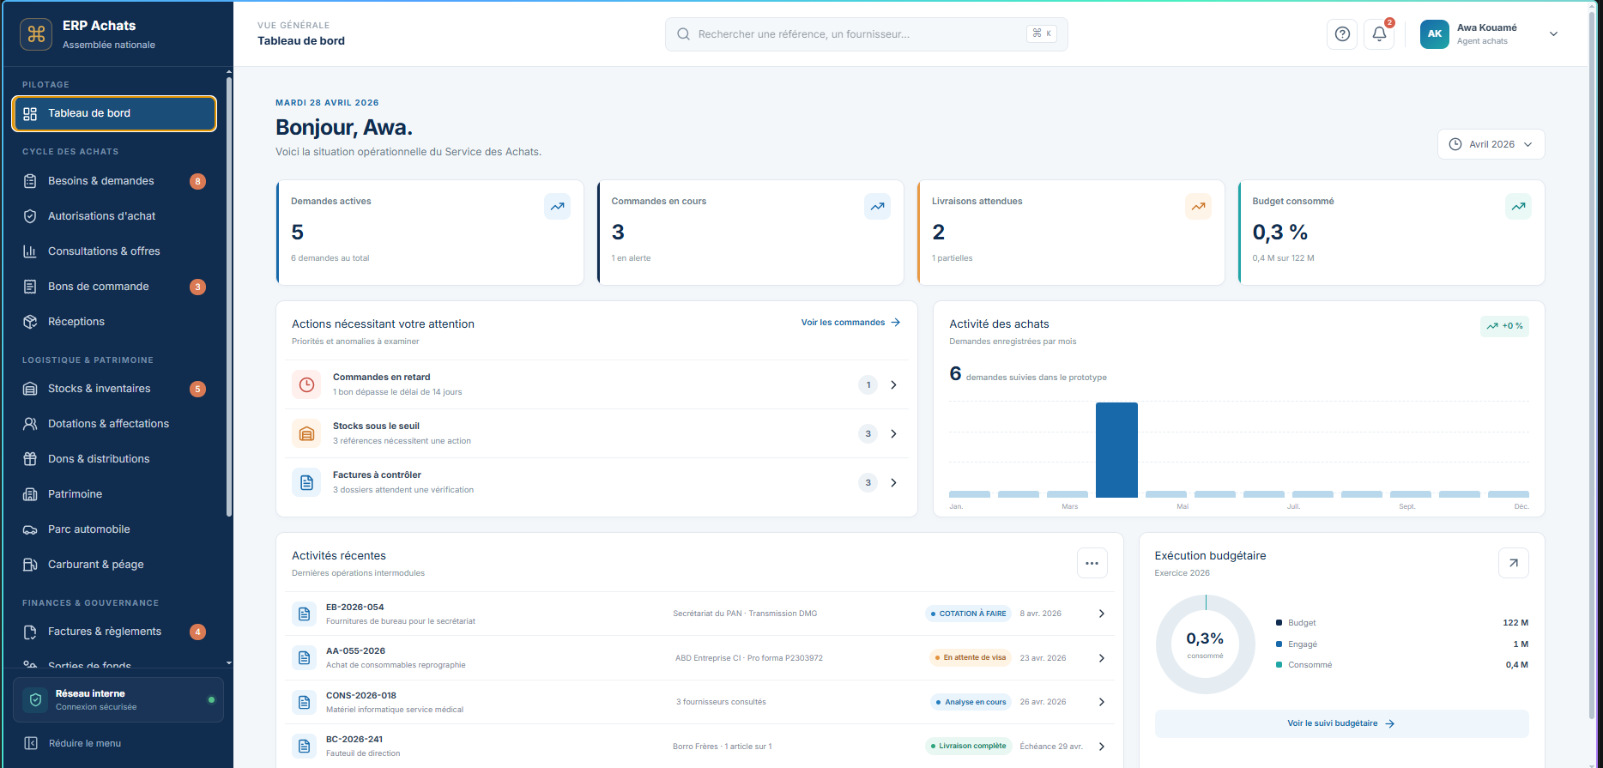 ERP Achats
Assemblée nationale
PILOTAGE
Tableau de bord
CYCLE DES ACHATS
Besoins & demandes 8
Autorisations d'achat
Consultations & offres
Bons de commande 3
Réceptions
LOGISTIQUE & PATRIMOINE
Stocks & inventaires 5
Dotations & affectations
Dons & distributions
Patrimoine
Parc automobile
Carburant & péage
FINANCES & GOUVERNANCE
Factures & règlements 4
Sorties de fonds
Réseau interne
Connexion sécurisée
Réduire le menu
VUE GÉNÉRALE
Tableau de bord
Rechercher une référence, un fournisseur... ⌘ K
2
AK
Awa Kouamé
Agent achats
MARDI 28 AVRIL 2026
Bonjour, Awa.
Voici la situation opérationnelle du Service des Achats.
Avril 2026
Demandes actives
5
6 demandes au total
Commandes en cours
3
1 en alerte
Livraisons attendues
2
1 partielles
Budget consommé
0,3 %
0,4 M sur 122 M
Actions nécessitant votre attention
Priorités et anomalies à examiner
Voir les commandes
Commandes en retard
1 bon dépasse le délai de 14 jours
1
Stocks sous le seuil
3 références nécessitent une action
3
Factures à contrôler
3 dossiers attendent une vérification
3
Activité des achats
Demandes enregistrées par mois
+0 %
6 demandes suivies dans le prototype
Jan. Mars Mai Juil. Sept. Déc.
Activités récentes
Dernières opérations intermodules
EB-2026-054
Fournitures de bureau pour le secrétariat
Secrétariat du PAN · Transmission DMG
COTATION À FAIRE
8 avr. 2026
AA-055-2026
Achat de consommables reprographie
ABD Entreprise CI · Pro forma P2303972
En attente de visa
23 avr. 2026
CONS-2026-018
Matériel informatique service médical
3 fournisseurs consultés
Analyse en cours
26 avr. 2026
BC-2026-241
Fauteuil de direction
Borro Frères · 1 article sur 1
Livraison complète
Échéance 29 avr.
Exécution budgétaire
Exercice 2026
0,3%
consommé
Budget 122 M
Engagé 1 M
Consommé 0,4 M
Voir le suivi budgétaire